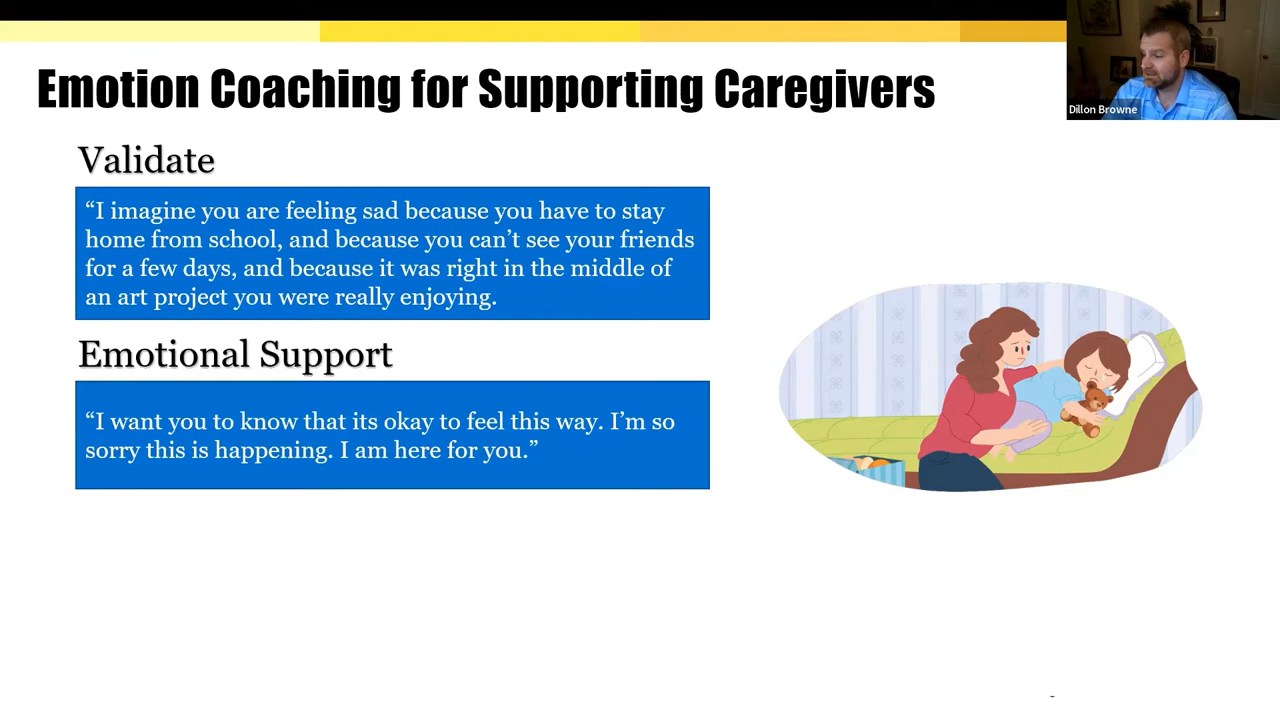 Emotion Coaching for Supporting Caregivers
Dillon Browne
Validate
“I imagine you are feeling sad because you have to stay
home from school, and because you can’t see your friends
for a few days, and because it was right in the middle of
an art project you were really enjoying.
Emotional Support
“I want you to know that its okay to feel this way. I’m so
sorry this is happening. I am here for you.”